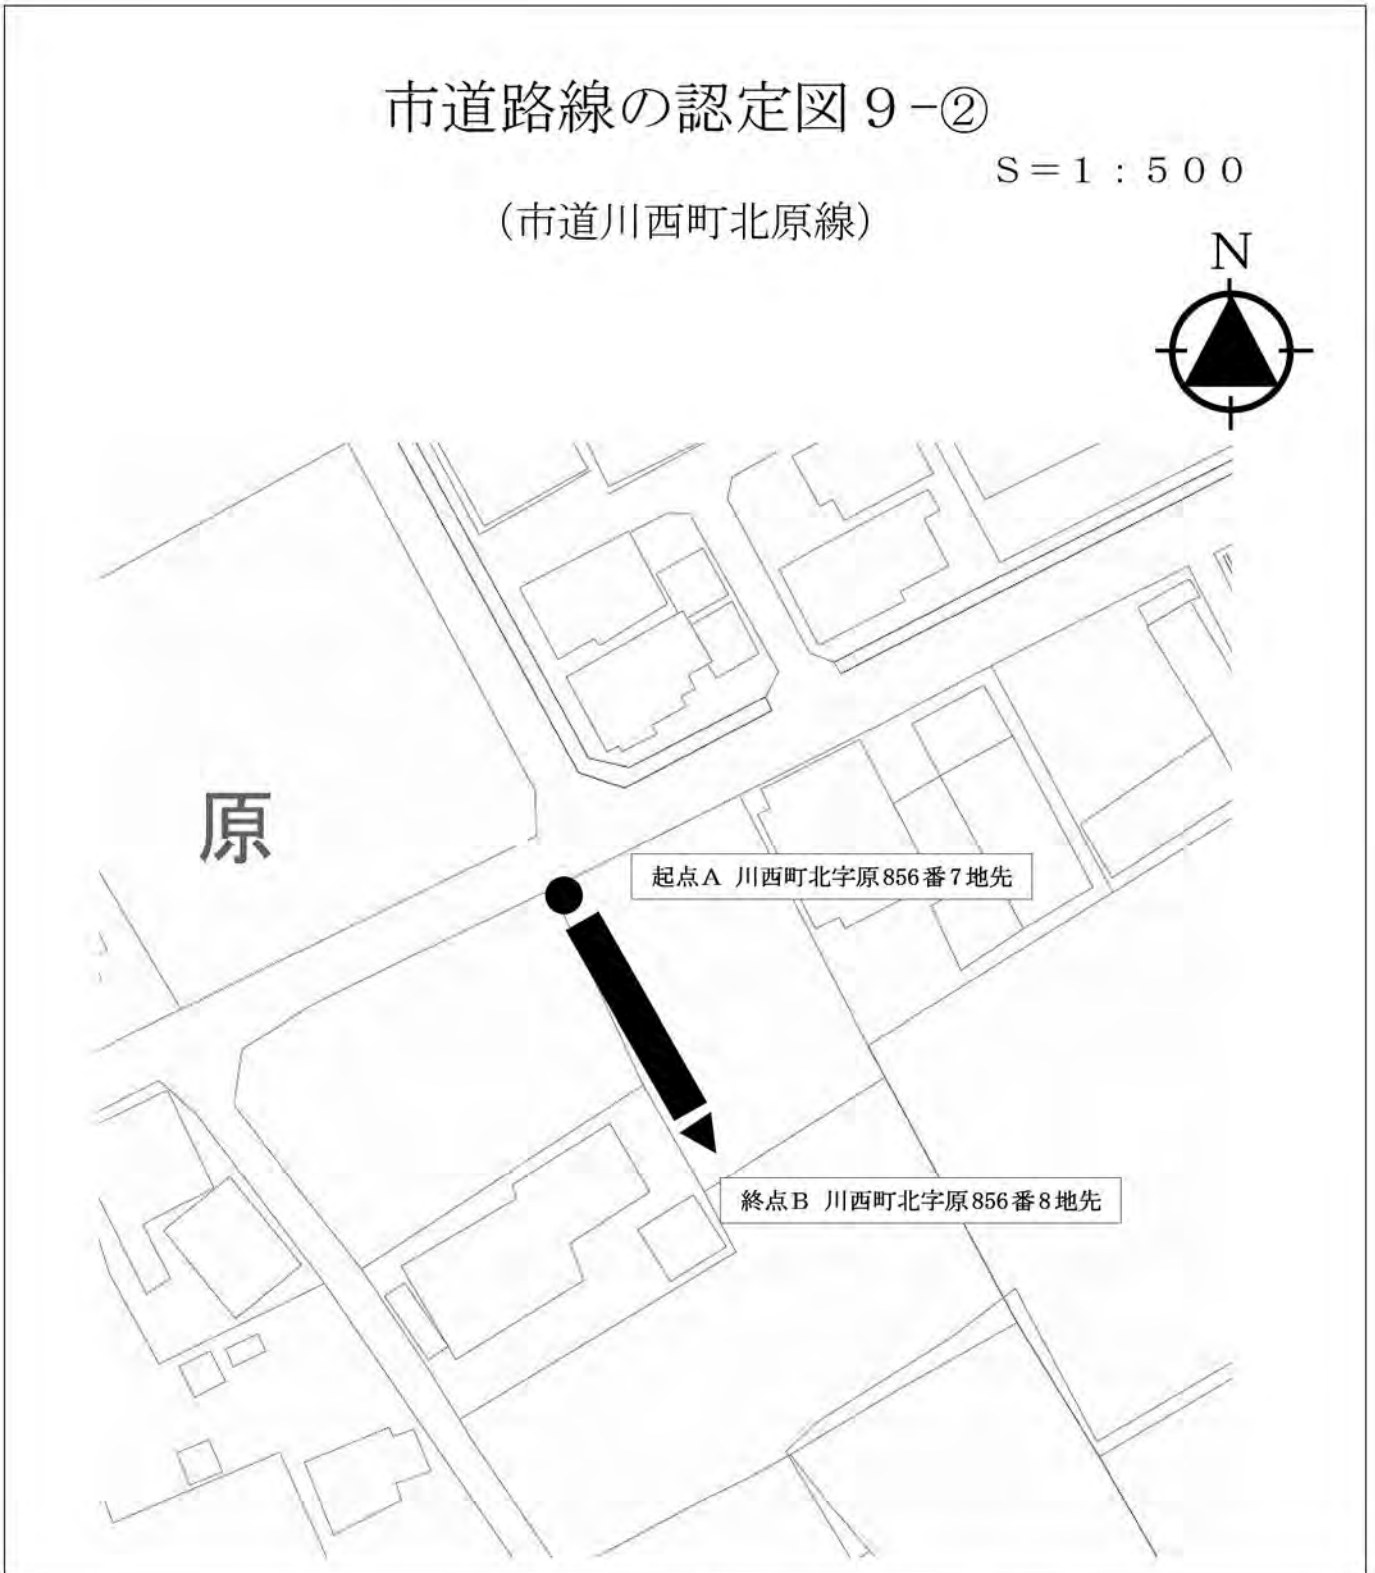 市道路線の認定図９−②
Ｓ＝１：５００
（市道川西町北原線）
N
原
起点Ａ 川西町北字原856番7地先
終点Ｂ 川西町北字原856番8地先